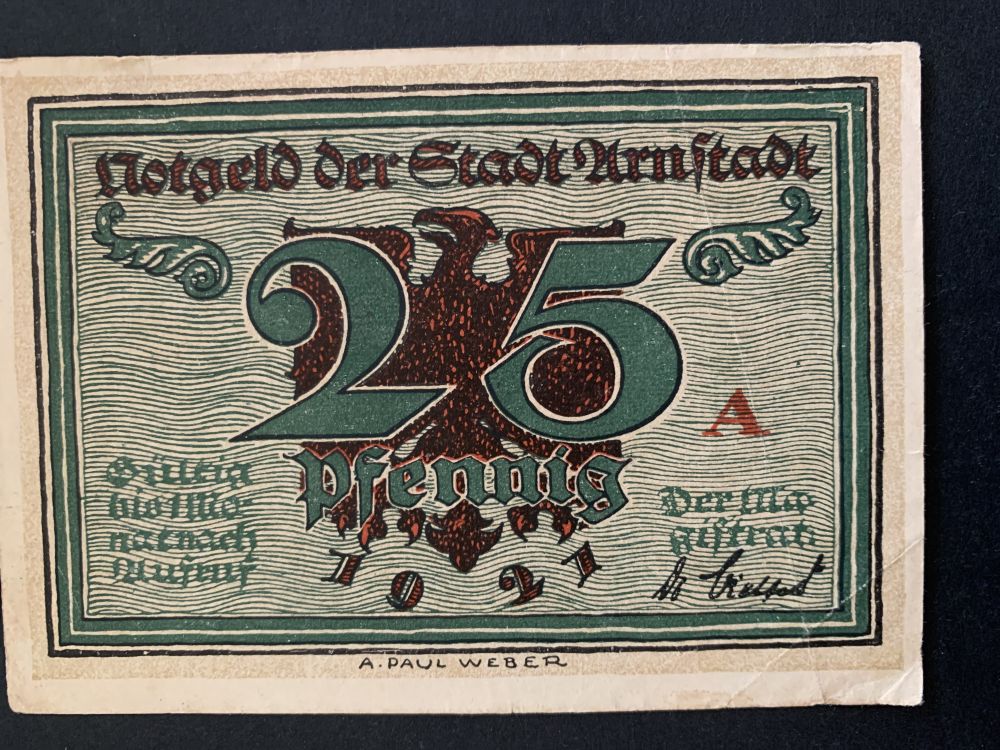 Notgeld der Stadt Arnstadt
25
Pfennig
A
Gültig
bis 1 Mo⸗
nat nach
Aufruf
Der Ma⸗
gistrat:
1921
A. PAUL WEBER